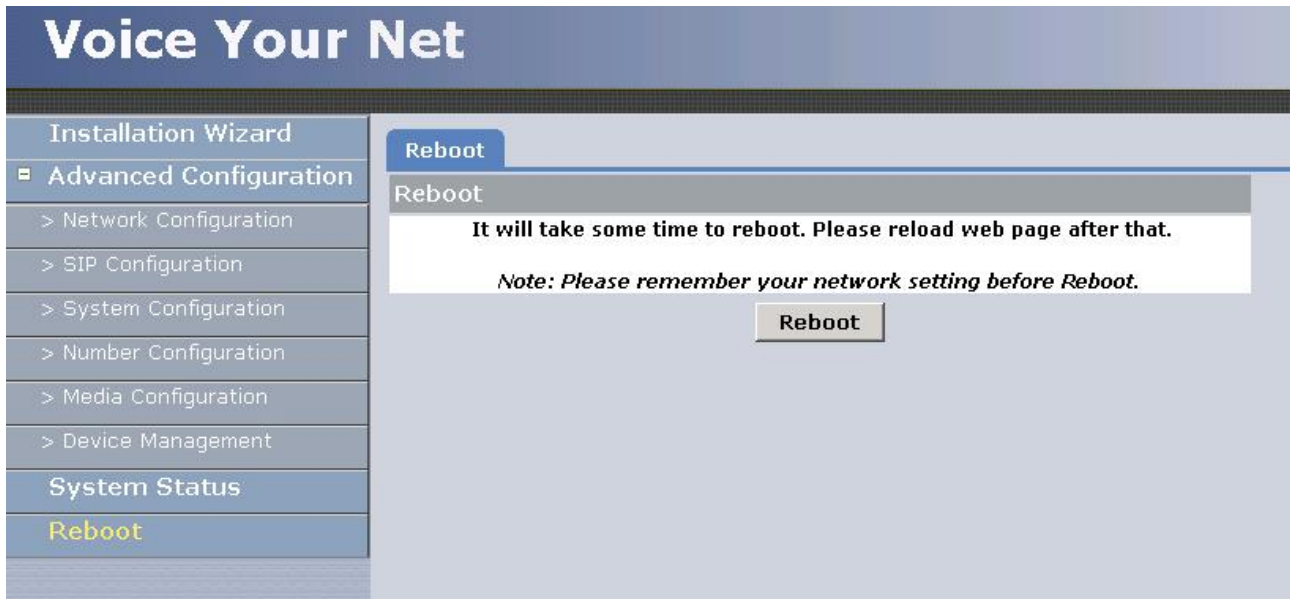 Voice Your Net
Installation Wizard
Advanced Configuration
> Network Configuration
> SIP Configuration
> System Configuration
> Number Configuration
> Media Configuration
> Device Management
System Status
Reboot
Reboot
Reboot
It will take some time to reboot. Please reload web page after that.
Note: Please remember your network setting before Reboot.
Reboot